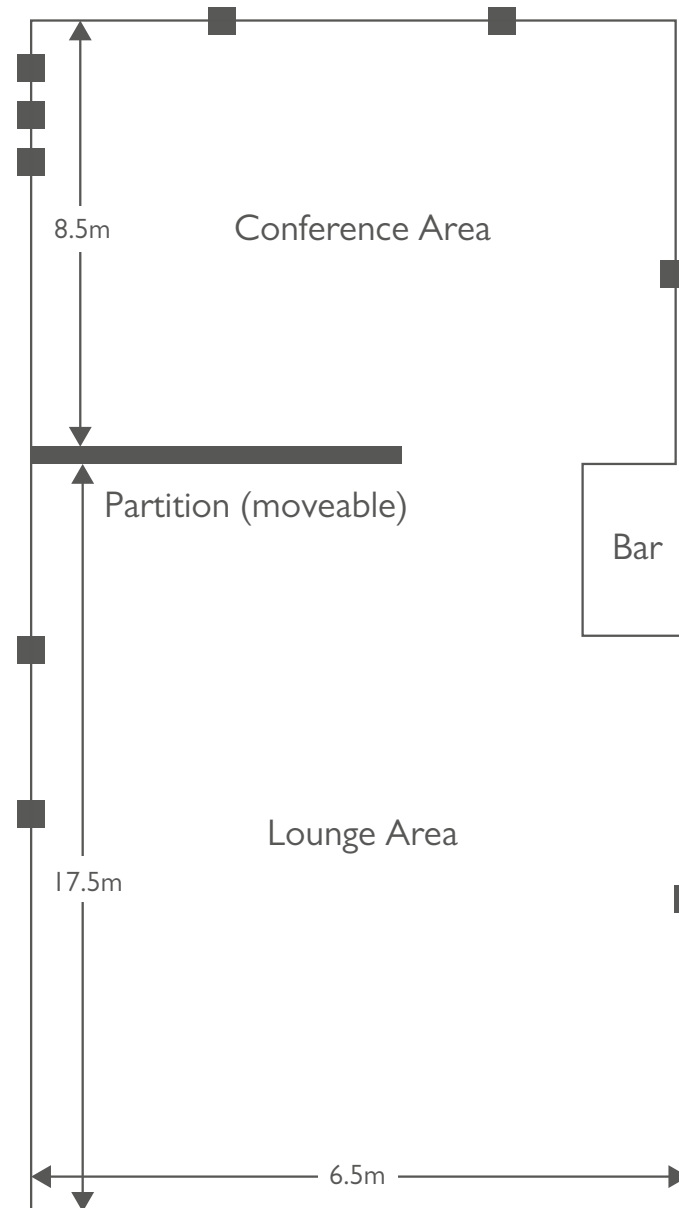 8.5m
Conference Area
Partition (moveable)
Bar
Lounge Area
17.5m
6.5m